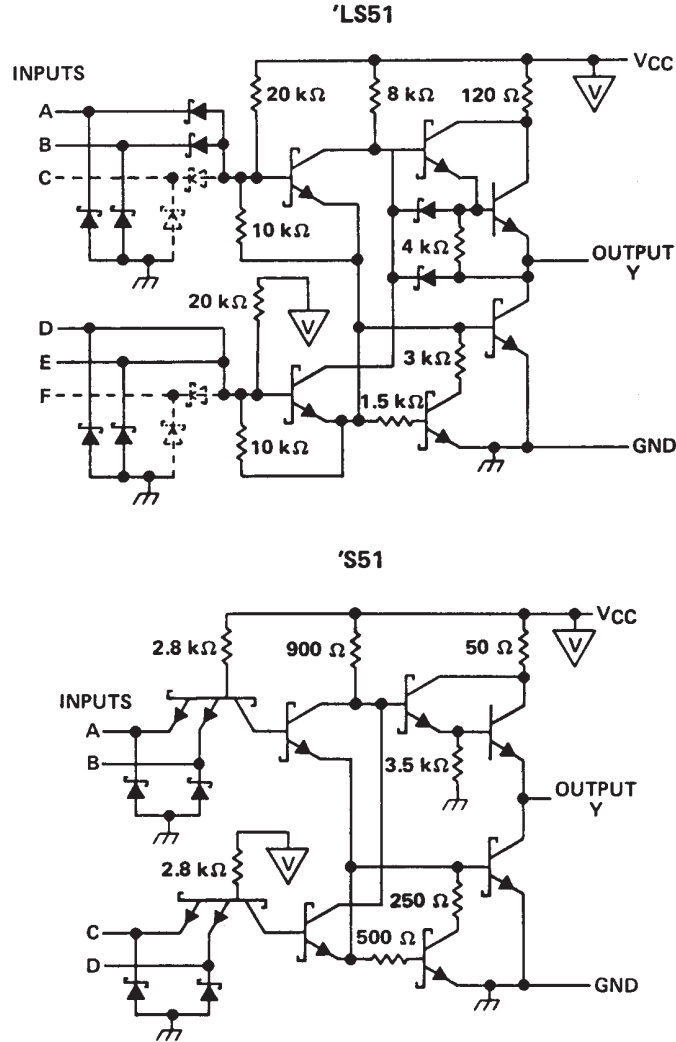 'LS51
INPUTS
VCC
V
20 kΩ
8 kΩ
120 Ω
A
B
C
10 kΩ
4 kΩ
OUTPUT
Y
20 kΩ
V
D
E
F
3 kΩ
1.5 kΩ
10 kΩ
GND
'S51
VCC
V
2.8 kΩ
900 Ω
50 Ω
INPUTS
A
B
3.5 kΩ
OUTPUT
Y
2.8 kΩ
V
250 Ω
500 Ω
C
D
GND